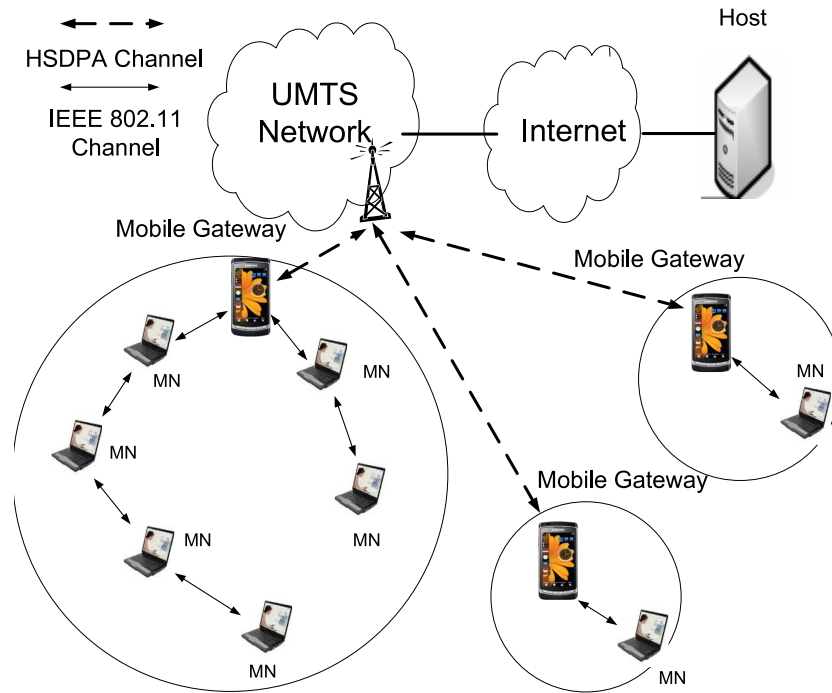 Host
HSDPA Channel
IEEE 802.11
Channel
UMTS
Network
Internet
Mobile Gateway
Mobile Gateway
MN
MN
MN
MN
MN
Mobile Gateway
MN
MN
MN